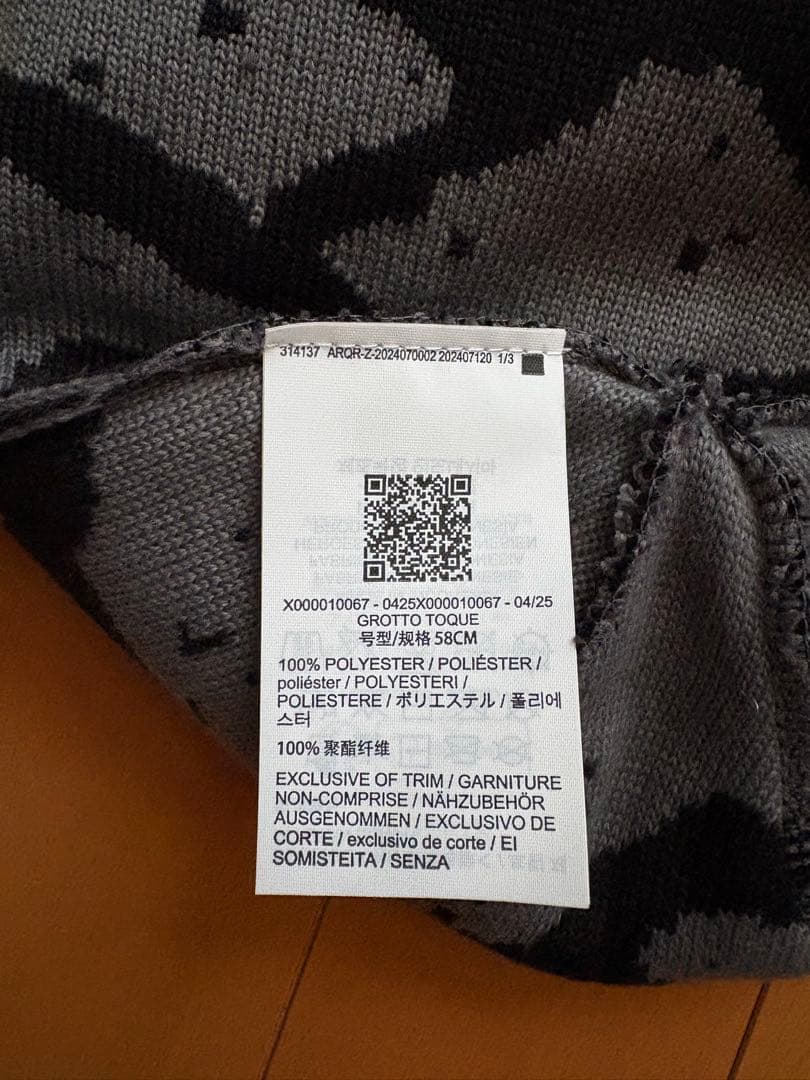 314137 ARQR-Z-2024070002 202407120 1/3
X000010067 - 0425X000010067 - 04/25
GROTTO TOQUE
号型/规格 58CM
100% POLYESTER / POLIÉSTER /
poliéster / POLYESTERI /
POLIESTERE / ポリエステル / 폴리에
스터
100% 聚酯纤维
EXCLUSIVE OF TRIM / GARNITURE
NON-COMPRISE / NÄHZUBEHÖR
AUSGENOMMEN / EXCLUSIVO DE
CORTE / exclusivo de corte / EI
SOMISTEITA / SENZA